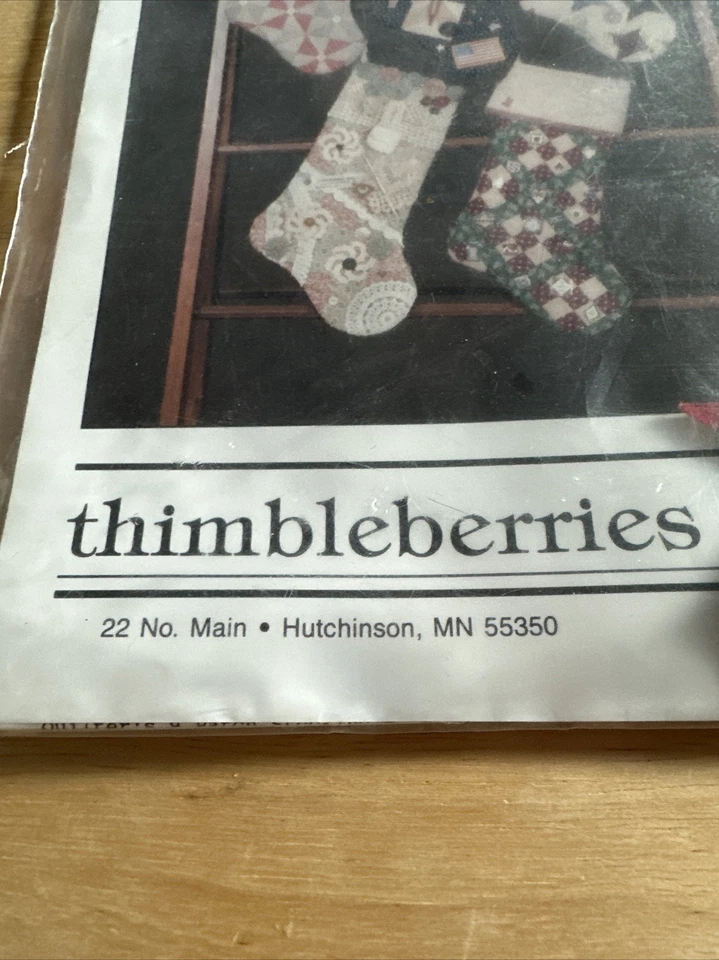 thimbleberries
22 No. Main • Hutchinson, MN 55350